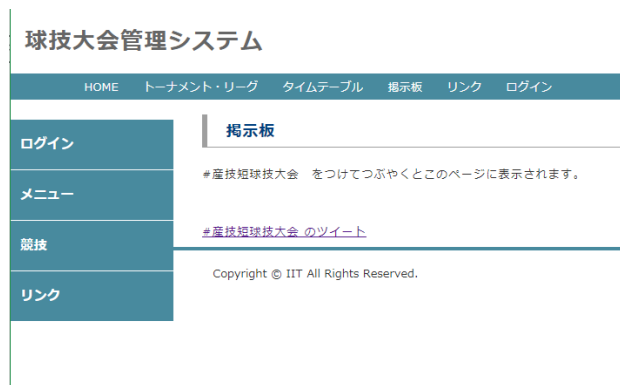 球技大会管理システム
HOME トーナメント・リーグ タイムテーブル 掲示板 リンク ログイン
ログイン
メニュー
競技
リンク
掲示板
#産技短球技大会　をつけてつぶやくとこのページに表示されます。
#産技短球技大会 のツイート
Copyright © IIT All Rights Reserved.